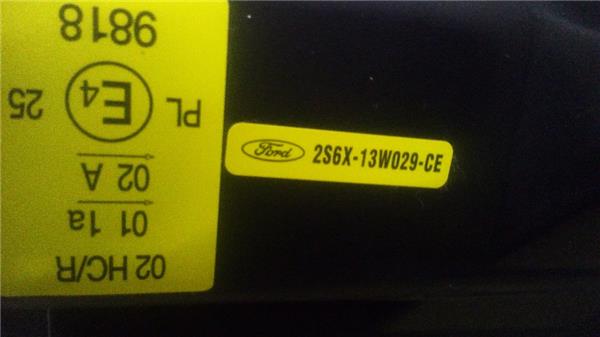 02 HC/R
01 1a
02 A
PL E4 25
9818
Ford 2S6X-13W029-CE